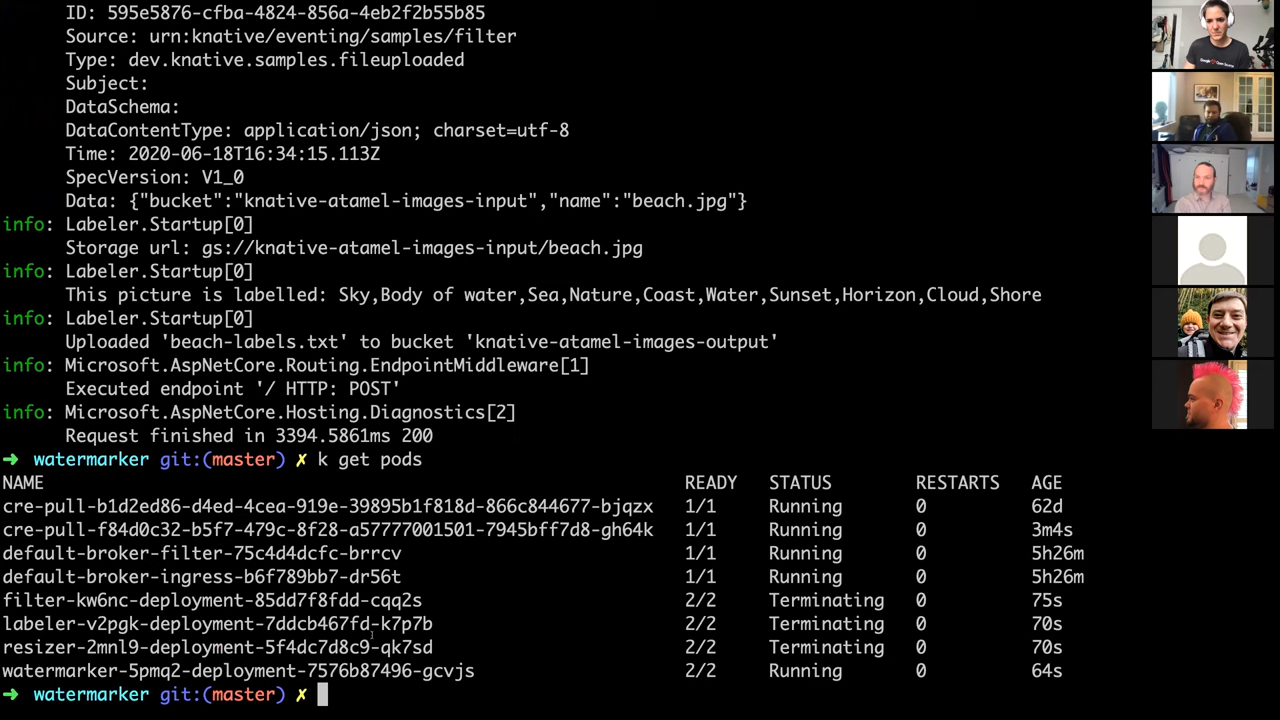 ID: 595e5876-cfba-4824-856a-4eb2f2b55b85
Source: urn:knative/eventing/samples/filter
Type: dev.knative.samples.fileuploaded
Subject:
DataSchema:
DataContentType: application/json; charset=utf-8
Time: 2020-06-18T16:34:15.113Z
SpecVersion: V1_0
Data: {"bucket":"knative-atamel-images-input","name":"beach.jpg"}
info: Labeler.Startup[0]
Storage url: gs://knative-atamel-images-input/beach.jpg
info: Labeler.Startup[0]
This picture is labelled: Sky,Body of water,Sea,Nature,Coast,Water,Sunset,Horizon,Cloud,Shore
info: Labeler.Startup[0]
Uploaded 'beach-labels.txt' to bucket 'knative-atamel-images-output'
info: Microsoft.AspNetCore.Routing.EndpointMiddleware[1]
Executed endpoint '/ HTTP: POST'
info: Microsoft.AspNetCore.Hosting.Diagnostics[2]
Request finished in 3394.5861ms 200
➜ watermarker git:(master) ✗ k get pods
NAME READY STATUS RESTARTS AGE
cre-pull-b1d2ed86-d4ed-4cea-919e-39895b1f818d-866c844677-bjqzx 1/1 Running 0 62d
cre-pull-f84d0c32-b5f7-479c-8f28-a57777001501-7945bff7d8-gh64k 1/1 Running 0 3m4s
default-broker-filter-75c4d4dcfc-brrcv 1/1 Running 0 5h26m
default-broker-ingress-b6f789bb7-dr56t 1/1 Running 0 5h26m
filter-kw6nc-deployment-85dd7f8fdd-cqq2s 2/2 Terminating 0 75s
labeler-v2pgk-deployment-7ddcb467fd-k7p7b 2/2 Terminating 0 70s
resizer-2mnl9-deployment-5f4dc7d8c9-qk7sd 2/2 Terminating 0 70s
watermarker-5pmq2-deployment-7576b87496-gcvjs 2/2 Running 0 64s
➜ watermarker git:(master) ✗